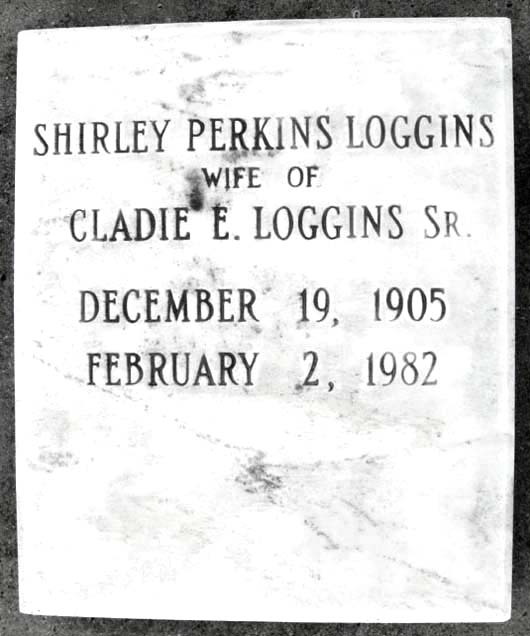 SHIRLEY PERKINS LOGGINS
WIFE OF
CLADIE E. LOGGINS SR.
DECEMBER 19, 1905
FEBRUARY 2, 1982